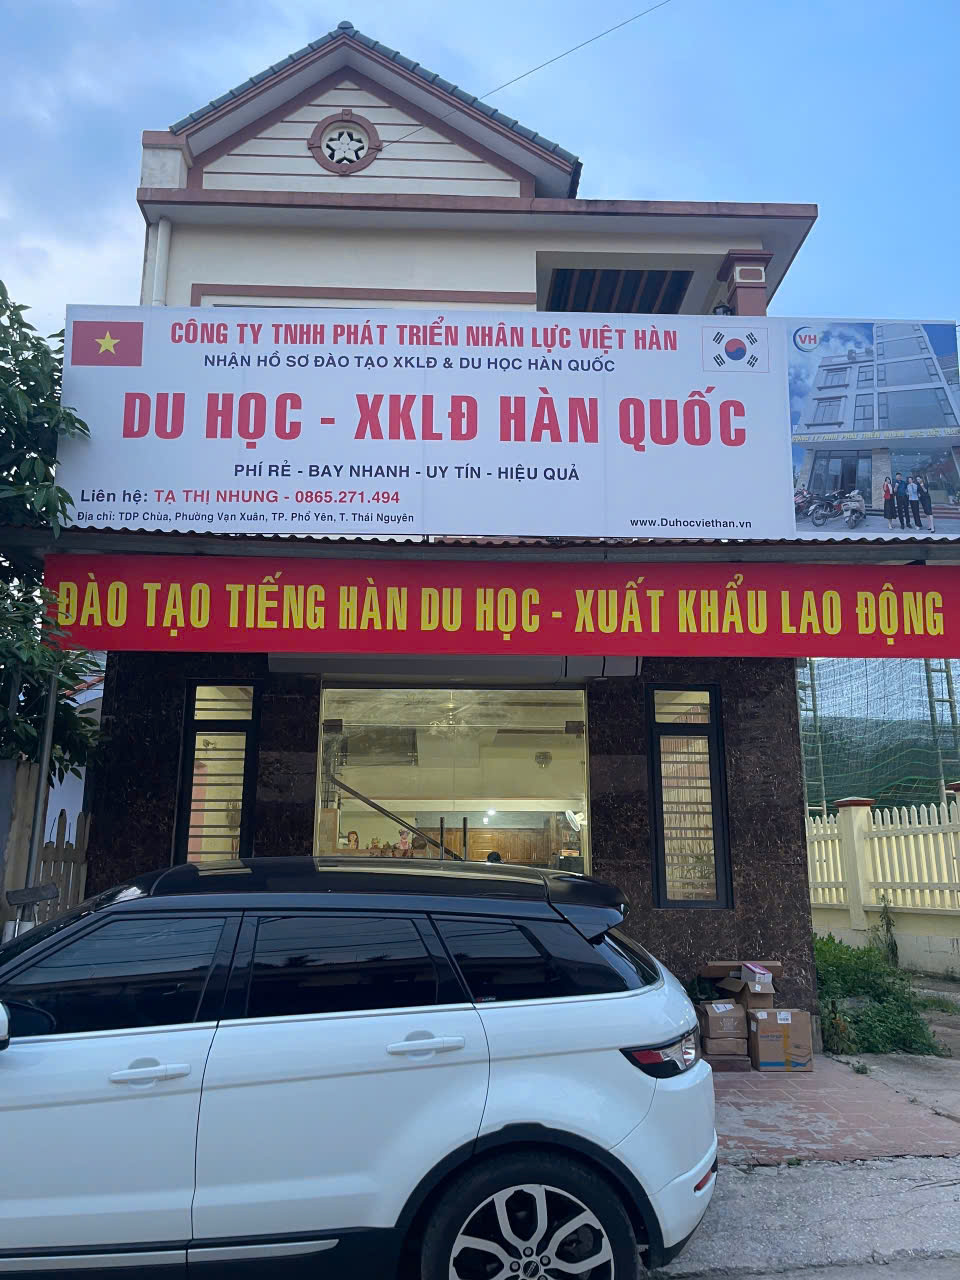 CÔNG TY TNHH PHÁT TRIỂN NHÂN LỰC VIỆT HÀN
NHẬN HỒ SƠ ĐÀO TẠO XKLĐ & DU HỌC HÀN QUỐC
DU HỌC - XKLĐ HÀN QUỐC
PHÍ RẺ - BAY NHANH - UY TÍN - HIỆU QUẢ
Liên hệ: TẠ THỊ NHUNG - 0865.271.494
Địa chỉ: TDP Chùa, Phường Vạn Xuân, TP. Phổ Yên, T. Thái Nguyên
www.Duhocviethan.vn
VH
ĐÀO TẠO TIẾNG HÀN DU HỌC - XUẤT KHẨU LAO ĐỘNG